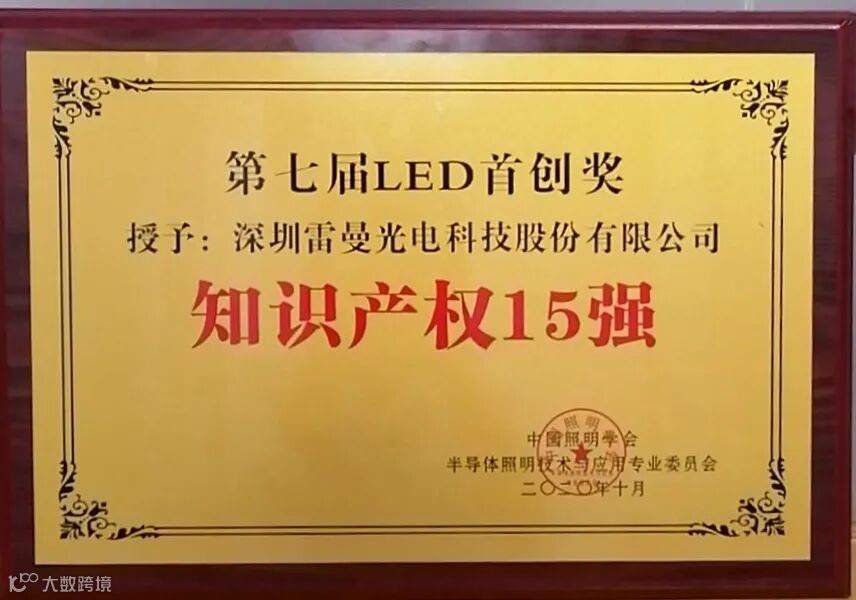 第七届LED首创奖
授予：深圳雷曼光电科技股份有限公司
知识产权15强
中國照明学会
半导体照明技术与应用专业委员会
二〇二〇年十月
大数跨境